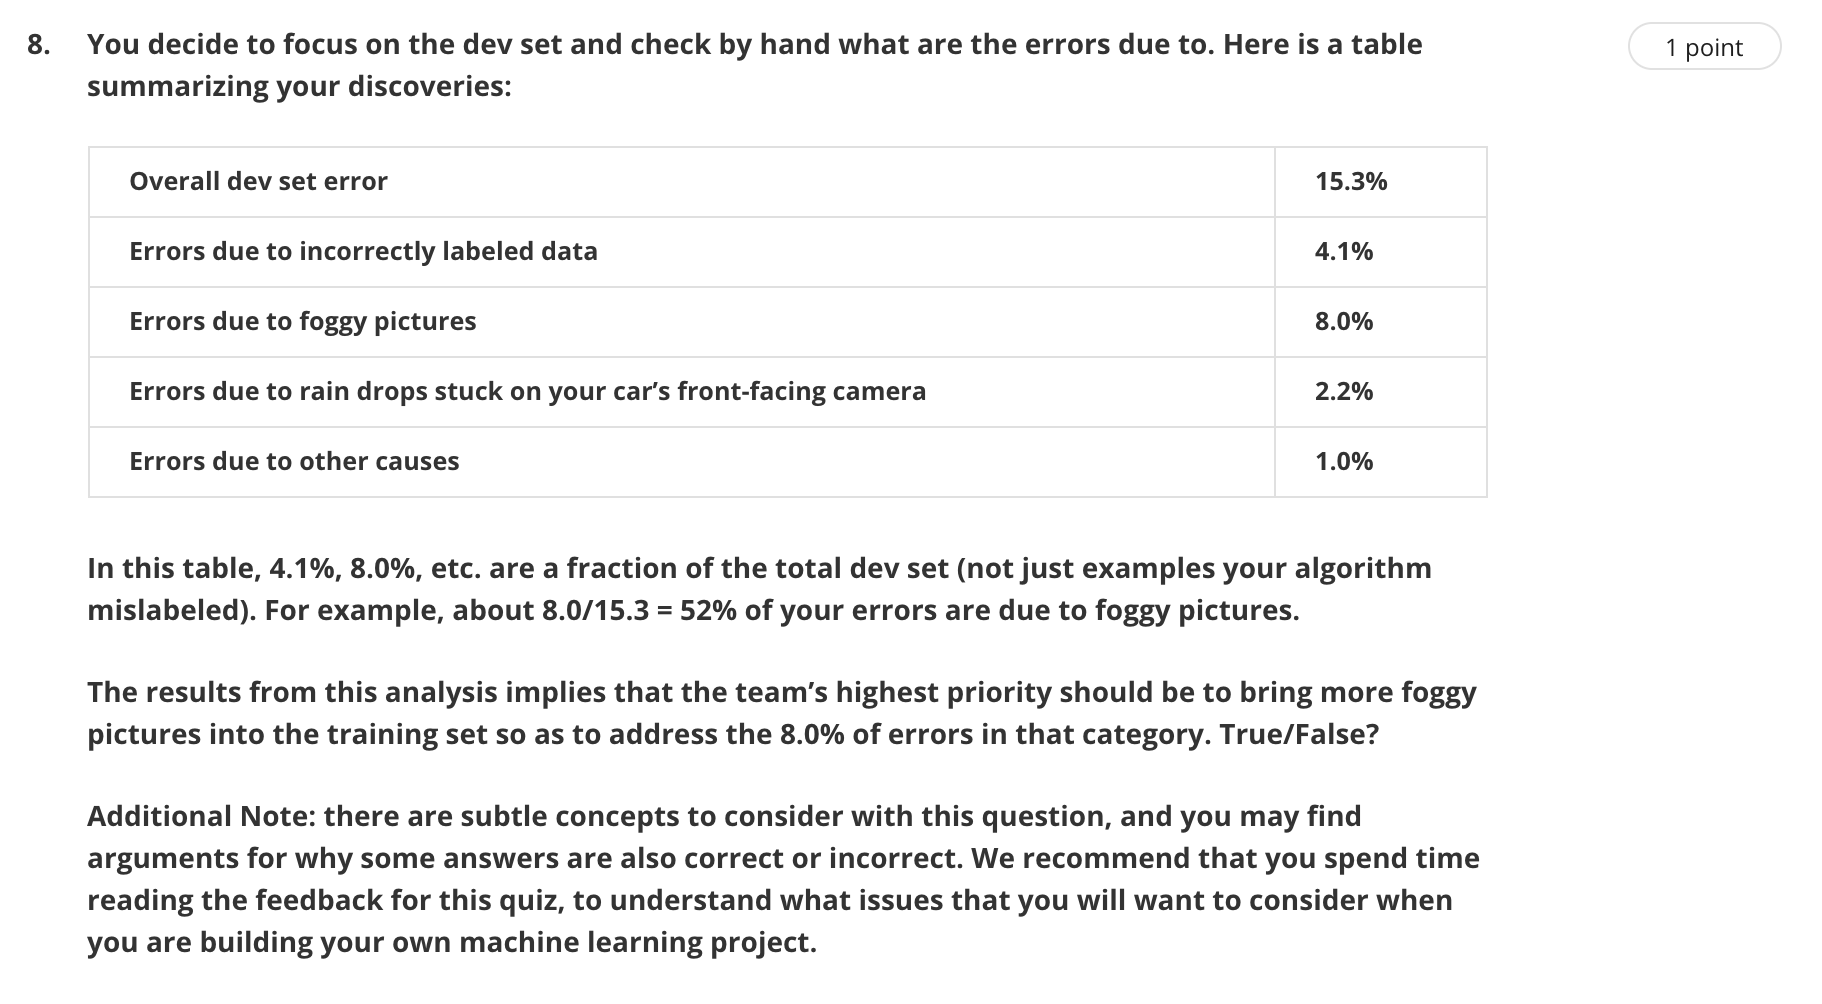 8. You decide to focus on the dev set and check by hand what are the errors due to. Here is a table
1 point
summarizing your discoveries:
Overall dev set error 15.3%
Errors due to incorrectly labeled data 4.1%
Errors due to foggy pictures 8.0%
Errors due to rain drops stuck on your car’s front-facing camera 2.2%
Errors due to other causes 1.0%
In this table, 4.1%, 8.0%, etc. are a fraction of the total dev set (not just examples your algorithm
mislabeled). For example, about 8.0/15.3 = 52% of your errors are due to foggy pictures.
The results from this analysis implies that the team’s highest priority should be to bring more foggy
pictures into the training set so as to address the 8.0% of errors in that category. True/False?
Additional Note: there are subtle concepts to consider with this question, and you may find
arguments for why some answers are also correct or incorrect. We recommend that you spend time
reading the feedback for this quiz, to understand what issues that you will want to consider when
you are building your own machine learning project.